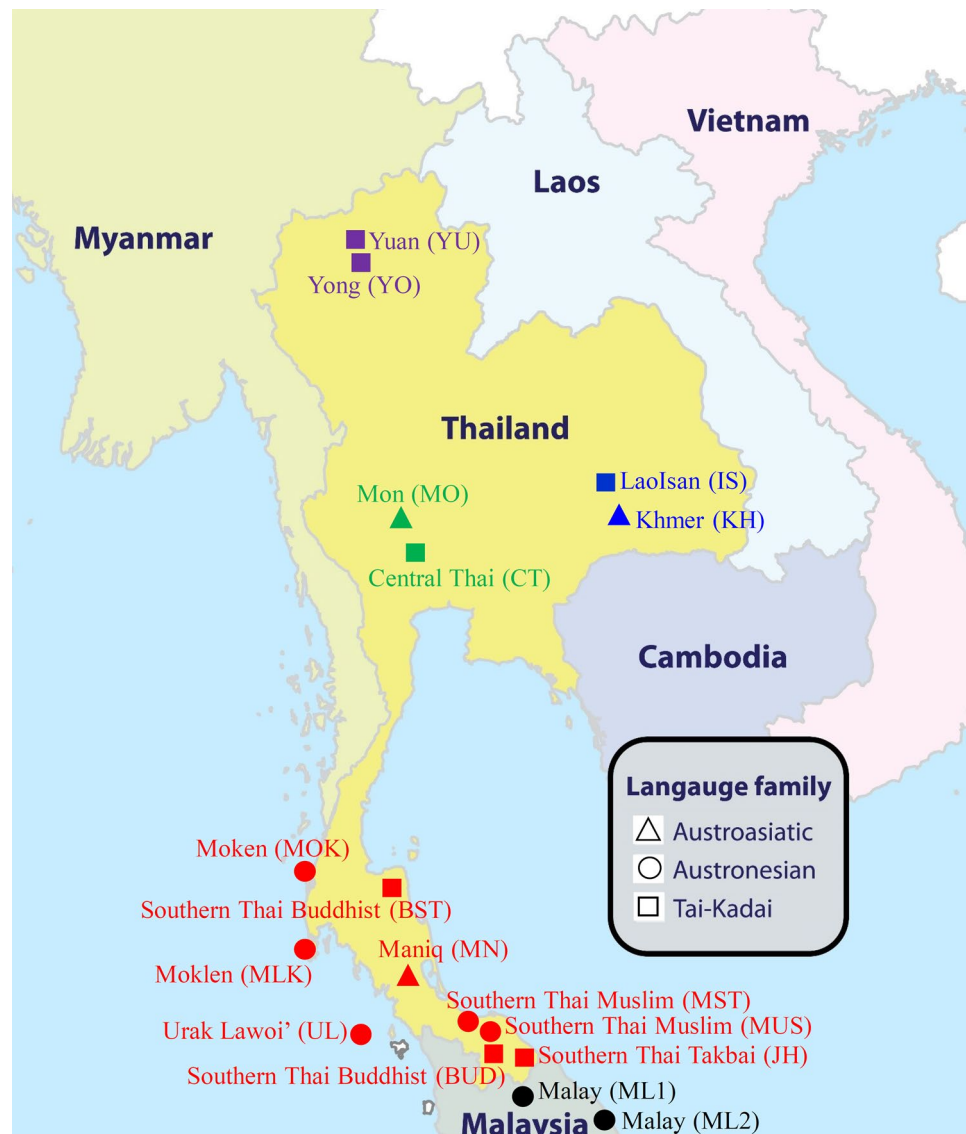 Vietnam
Laos
Myanmar
Yuan (YU)
Yong (YO)
Thailand
LaoIsan (IS)
Mon (MO)
Khmer (KH)
Central Thai (CT)
Cambodia
Langauge family
Austroasiatic
Austronesian
Tai-Kadai
Moken (MOK)
Southern Thai Buddhist (BST)
Maniq (MN)
Moklen (MLK)
Southern Thai Muslim (MST)
Southern Thai Muslim (MUS)
Urak Lawoi’ (UL)
Southern Thai Takbai (JH)
Southern Thai Buddhist (BUD)
Malay (ML1)
Malaysia
Malay (ML2)